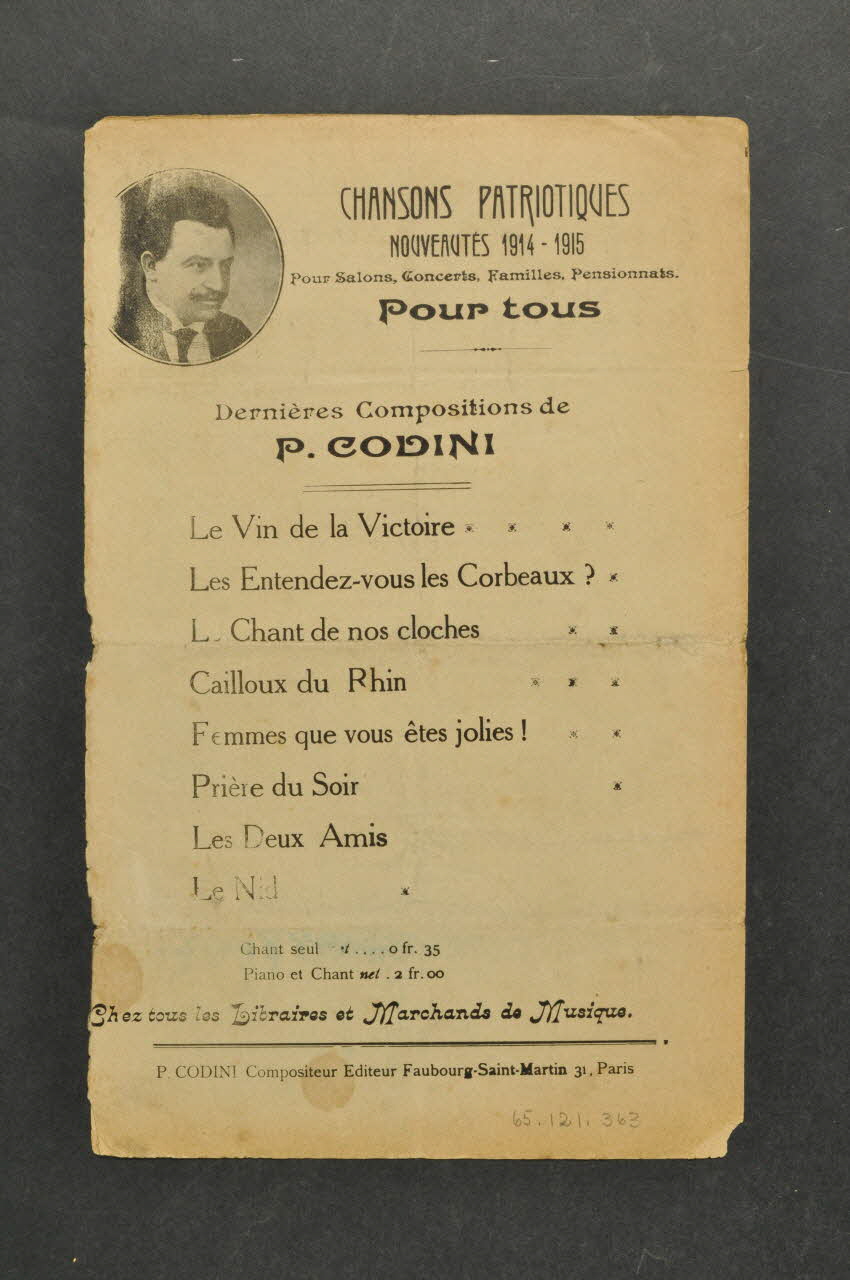 CHANSONS PATRIOTIQUES
NOUVEAUTÉS 1914 - 1915
Pour Salons, Concerts, Familles, Pensionnats.
Pour tous
Dernières Compositions de
P. CODINI
Le Vin de la Victoire
Les Entendez-vous les Corbeaux ?
L. Chant de nos cloches
Cailloux du Rhin
Femmes que vous êtes jolies !
Prière du Soir
Les Deux Amis
Le Nid
Chant seul .... 0 fr. 35
Piano et Chant net . 2 fr. 00
Chez tous les Libraires et Marchands de Musique.
P. CODINI Compositeur Editeur Faubourg-Saint-Martin 31, Paris
65.121.363